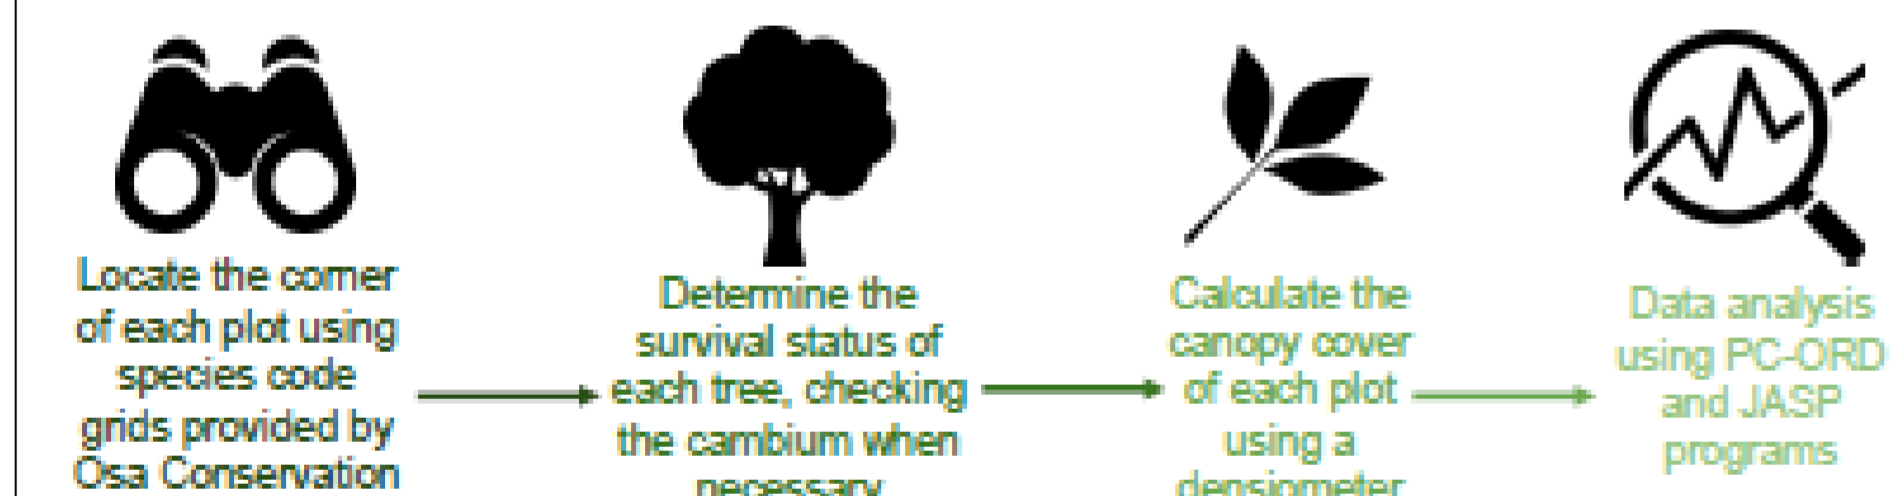 Locate the corner
of each plot using
species code
grids provided by
Osa Conservation
Determine the
survival status of
each tree, checking
the cambium when
necessary
Calculate the
canopy cover
of each plot
using a
densiometer
Data analysis
using PC-ORD
and JASP
programs